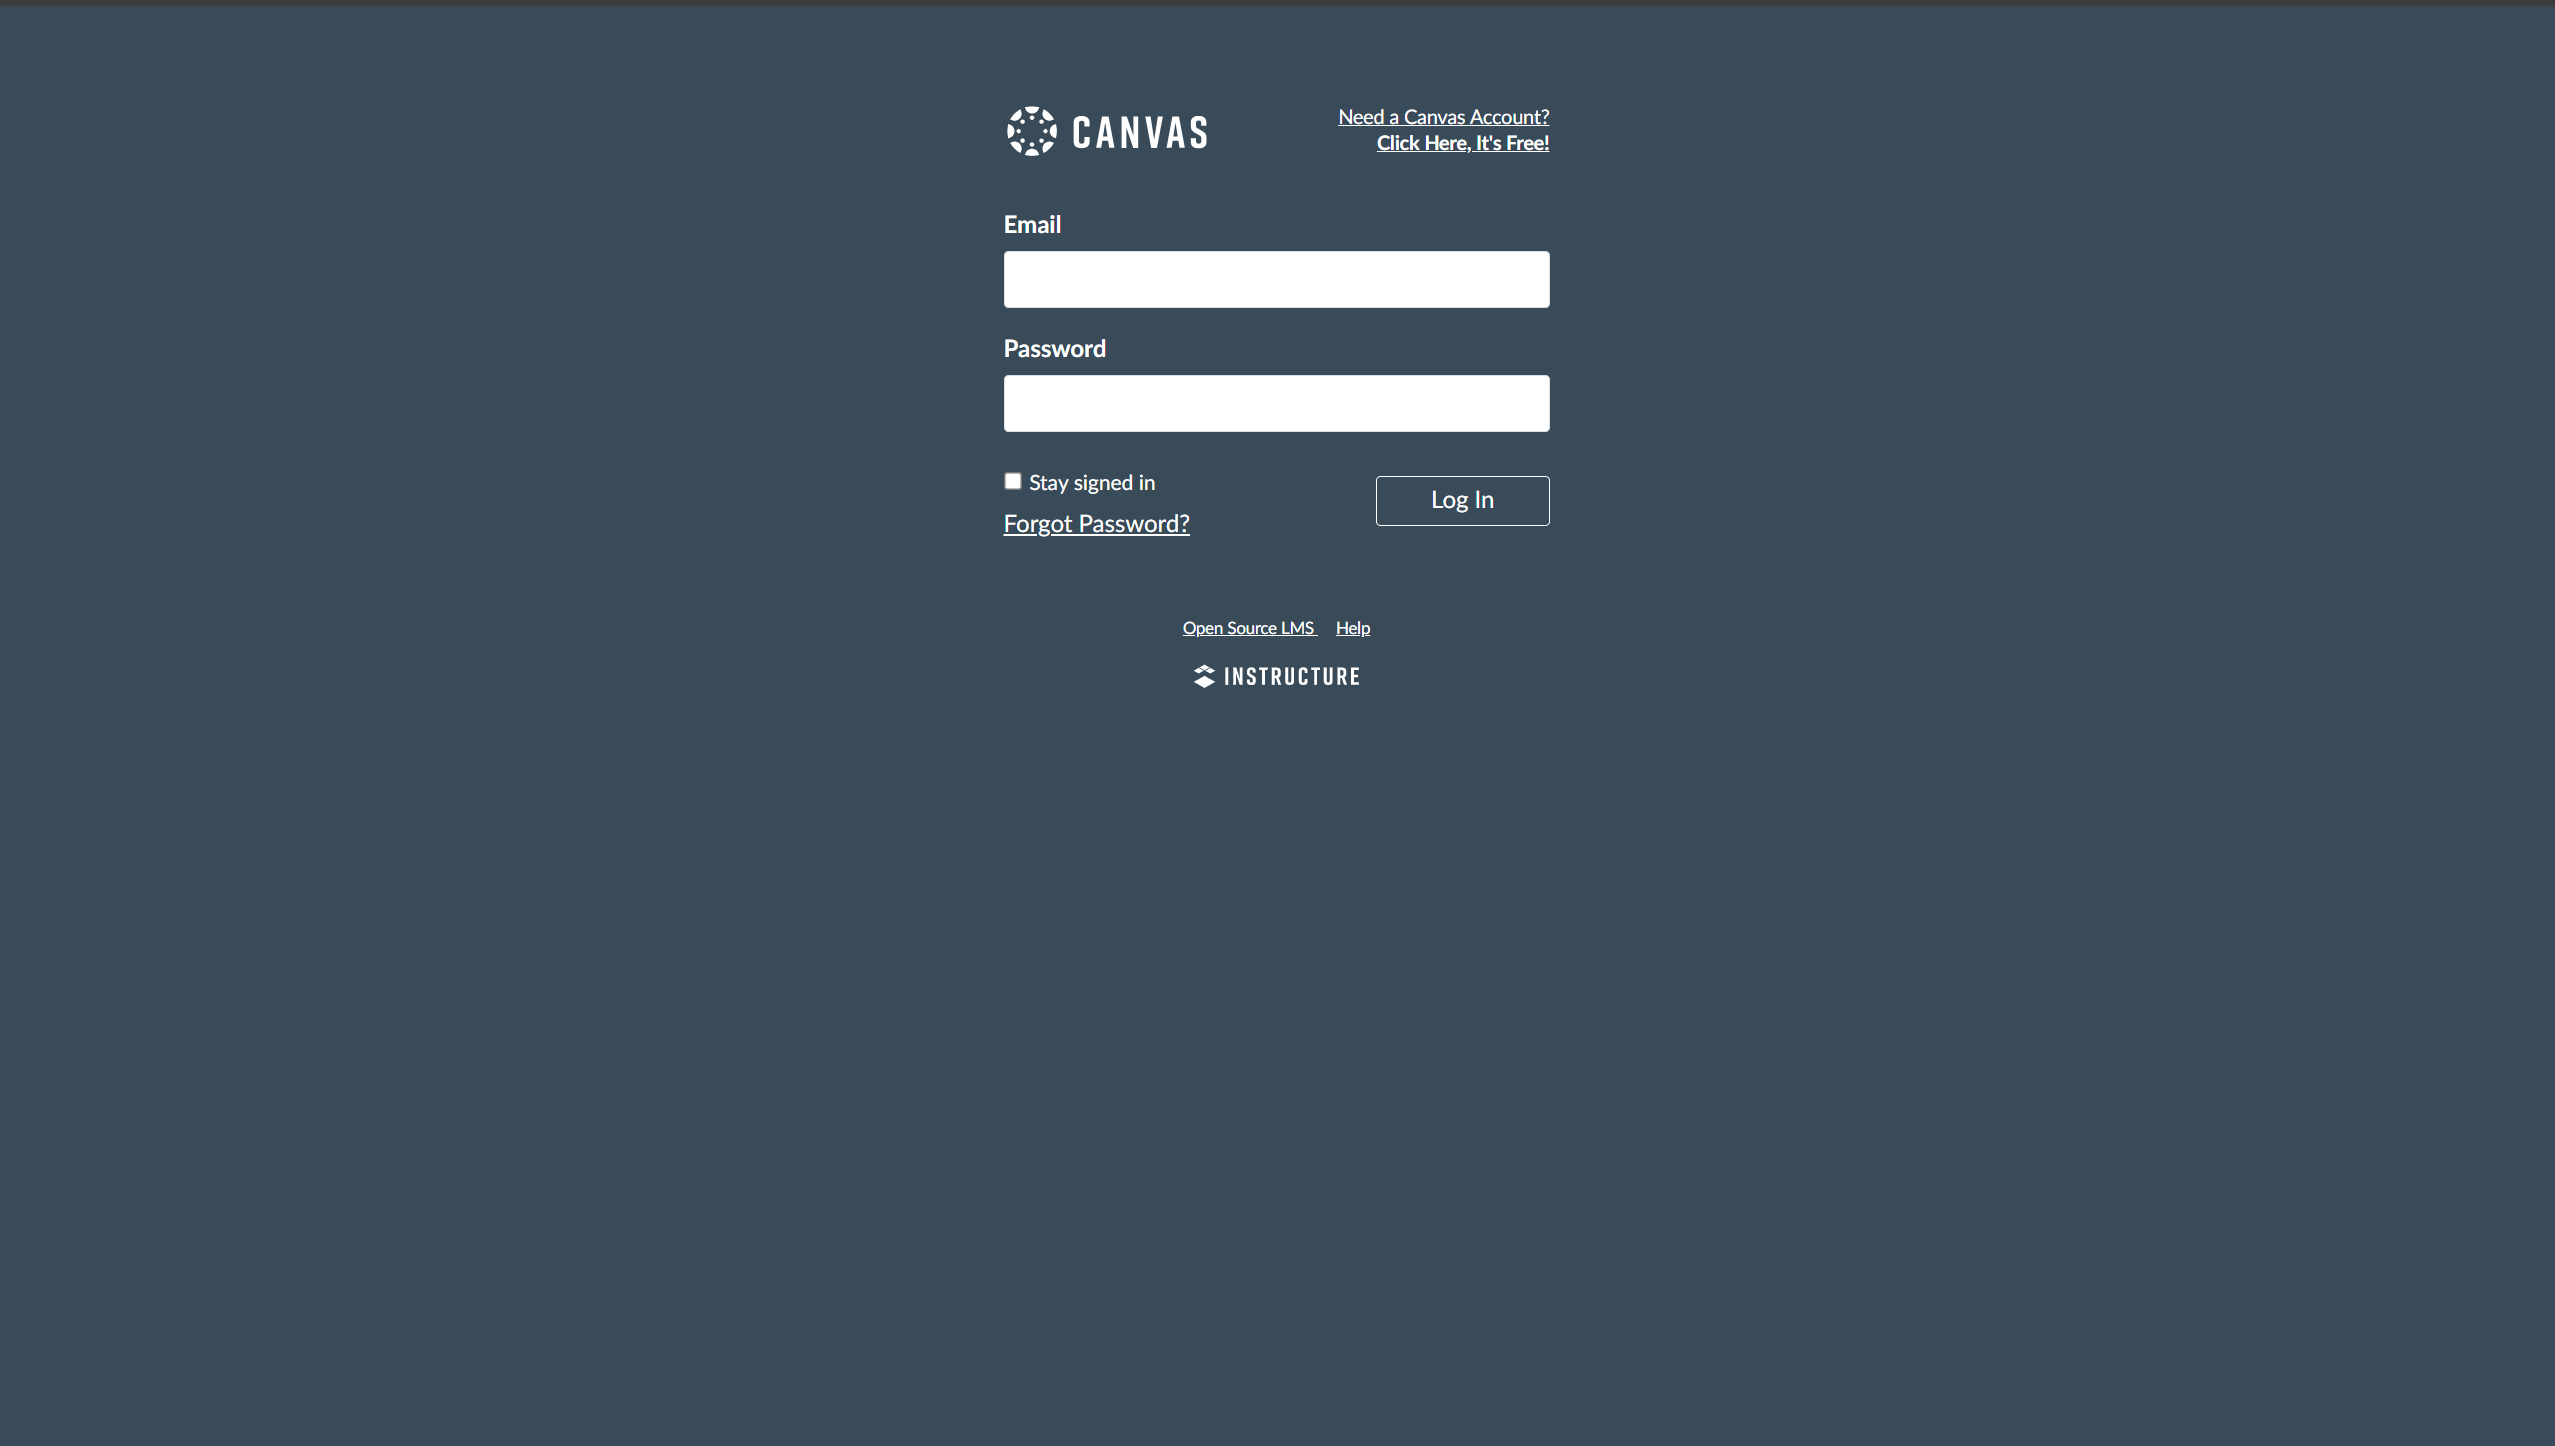 CANVAS
Need a Canvas Account?
Click Here, It's Free!
Email
Password
Stay signed in
Log In
Forgot Password?
Open Source LMS Help
INSTRUCTURE